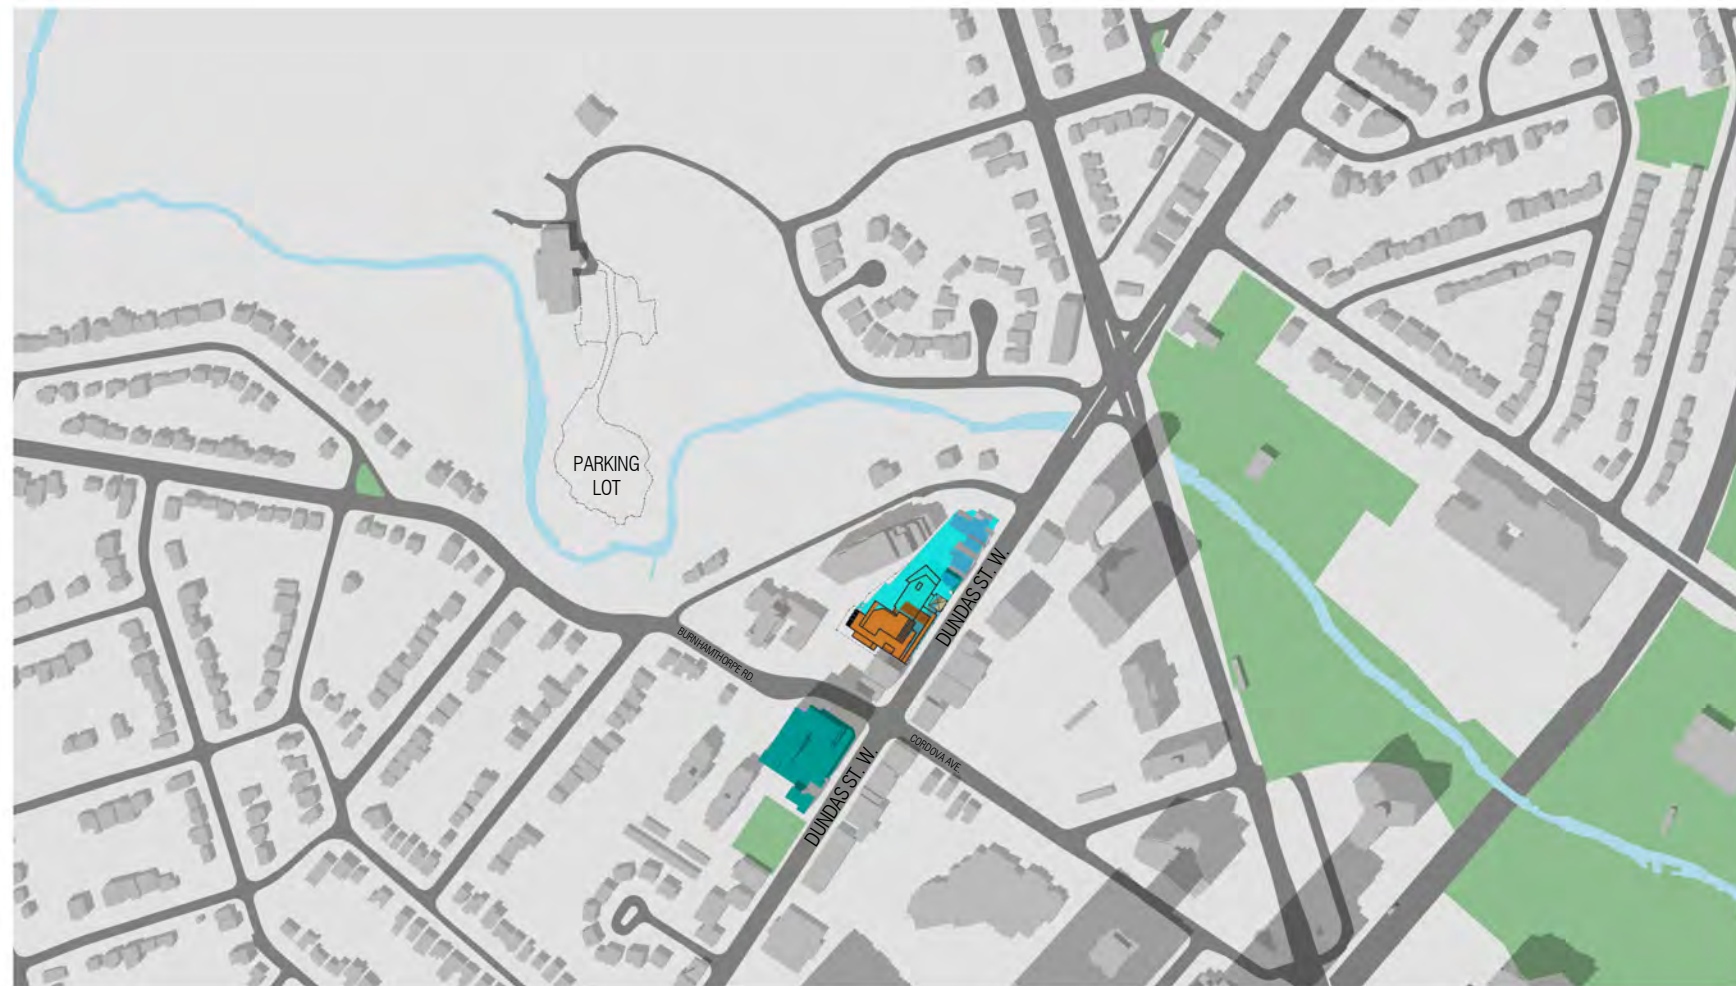 PARKING
LOT
DUNDAS ST. W.
BURNHAMTHORPE RD.
CORDOVA AVE.
DUNDAS ST. W.